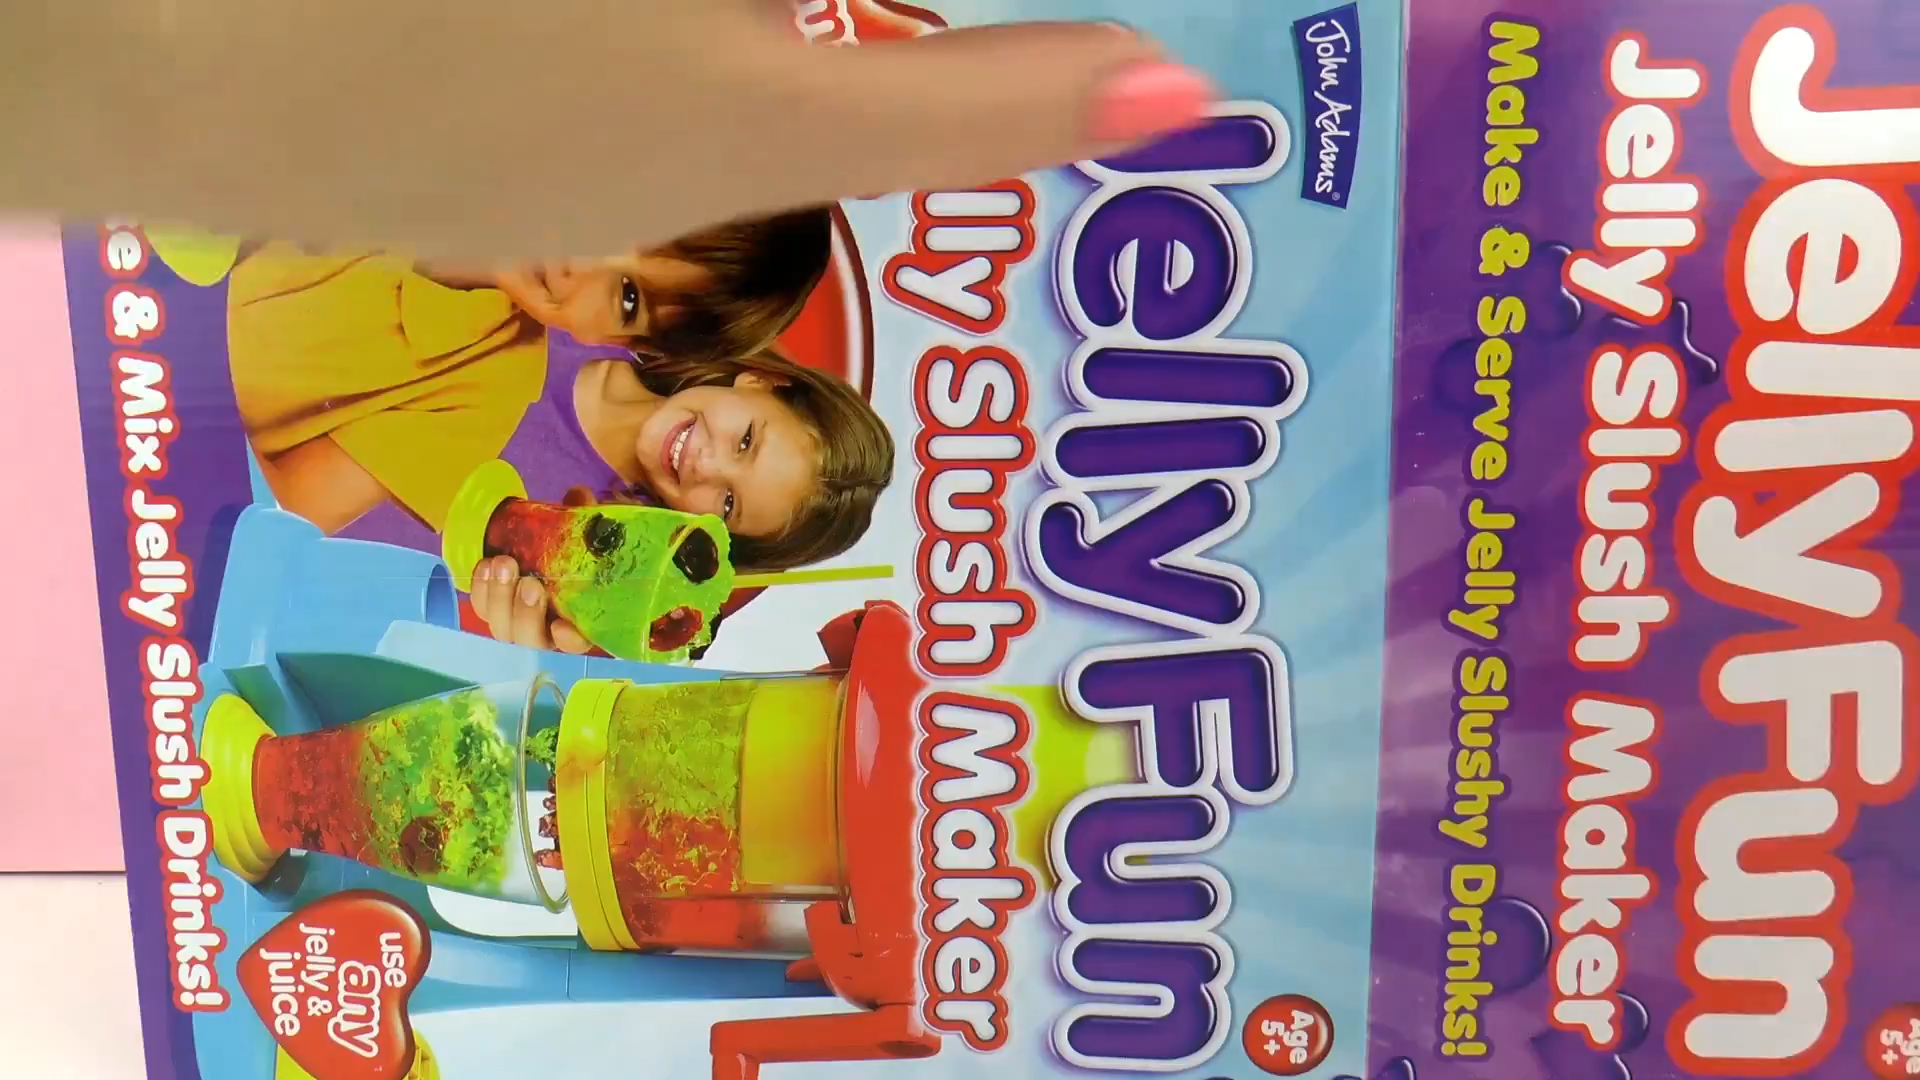 John Adams
JellyFun
lly Slush Maker
& Mix Jelly Slush Drinks!
use
any
jelly &
juice
Age
5+
JellyFun
Jelly Slush Maker
Make & Serve Jelly Slushy Drinks!
Age
5+